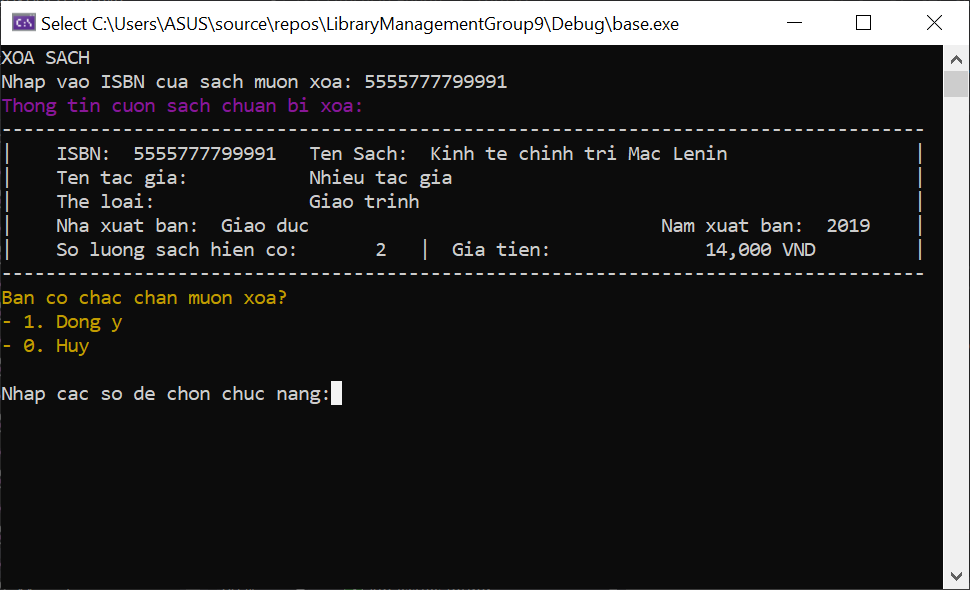 Select C:\Users\ASUS\source\repos\LibraryManagementGroup9\Debug\base.exe
XOA SACH
Nhap vao ISBN cua sach muon xoa: 5555777799991
Thong tin cuon sach chuan bi xoa:
------------------------------------------------------------------------------------
|    ISBN:  5555777799991   Ten Sach:  Kinh te chinh tri Mac Lenin                 |
|    Ten tac gia:           Nhieu tac gia                                          |
|    The loai:              Giao trinh                                             |
|    Nha xuat ban:  Giao duc                                Nam xuat ban:  2019    |
|    So luong sach hien co:       2   |  Gia tien:              14,000 VND         |
------------------------------------------------------------------------------------
Ban co chac chan muon xoa?
- 1. Dong y
- 0. Huy
Nhap cac so de chon chuc nang: